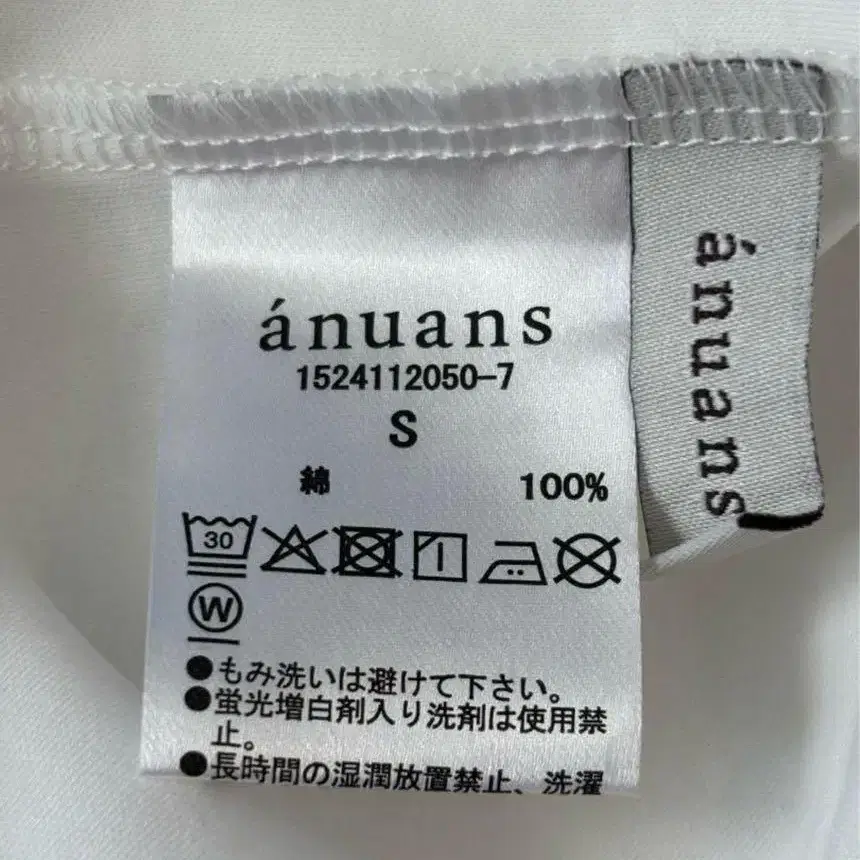 ánuans
1524112050-7
S
綿 100%
30
W
●もみ洗いは避けて下さい。
●蛍光増白剤入り洗剤は使用禁
止。
●長時間の湿潤放置禁止、洗濯
ánuans